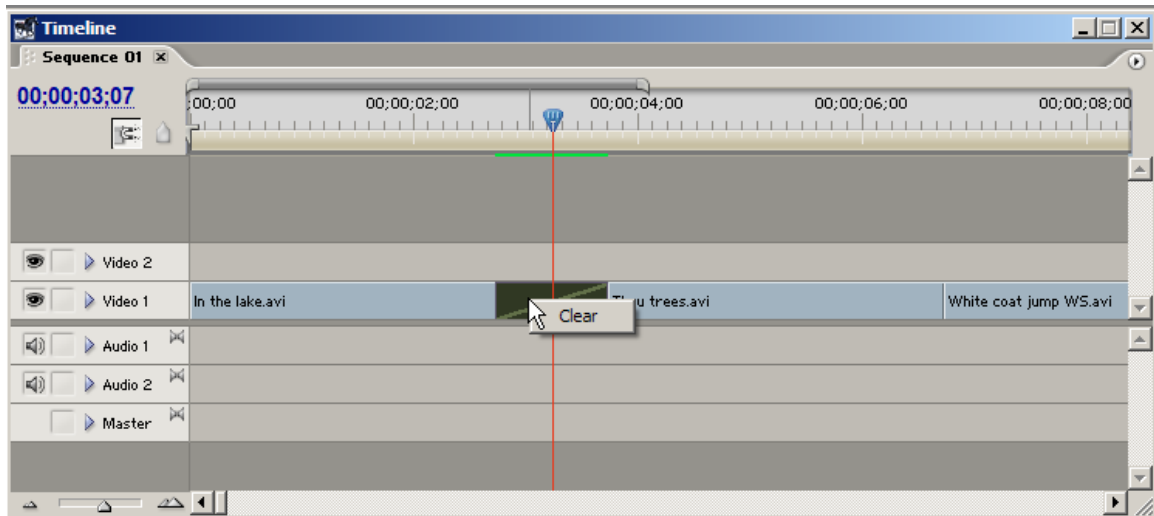 Timeline
Sequence 01
00;00;03;07
;00;00 00;00;02;00 00;00;04;00 00;00;06;00 00;00;08;00
Video 2
Video 1 In the lake.avi u trees.avi White coat jump WS.avi
Clear
Audio 1
Audio 2
Master